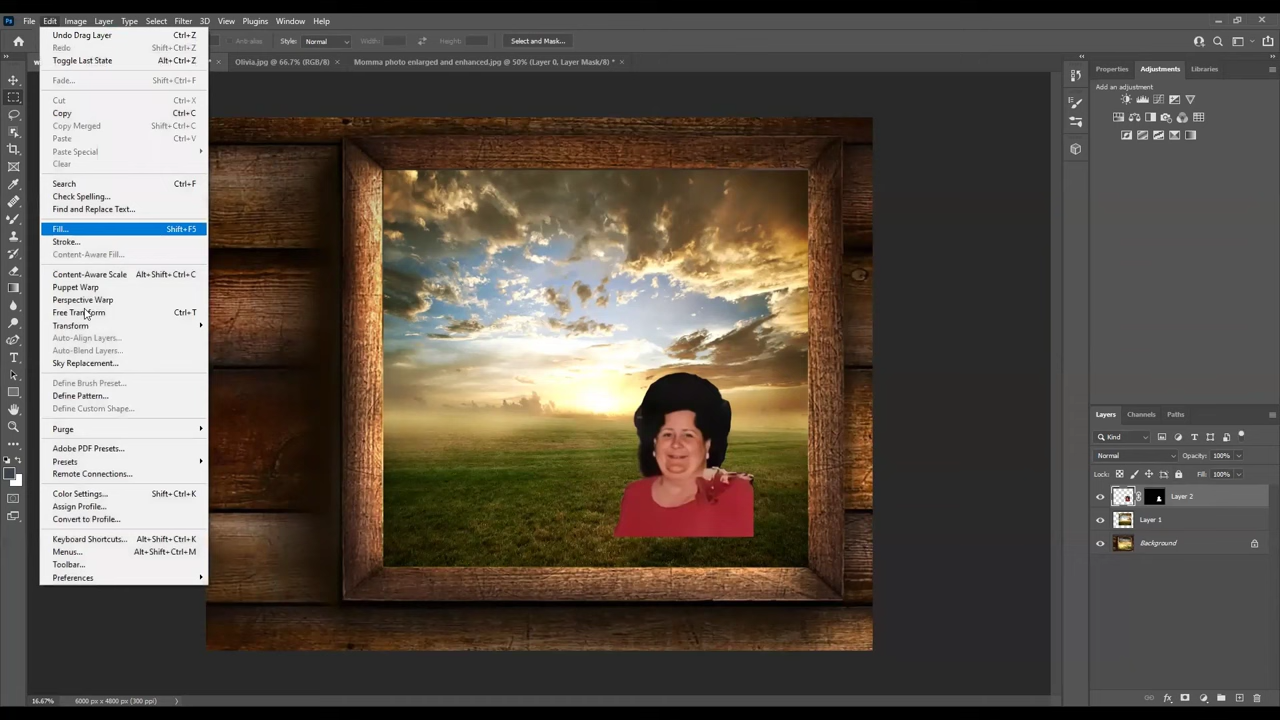 Ps File Edit Image Layer Type Select Filter 3D View Plugins Window Help
Anti-alias Style: Normal Width: Height: Select and Mask...
Olivia.jpg @ 66.7% (RGB/8) × Momma photo enlarged and enhanced.jpg @ 50% (Layer 0, Layer Mask/8) * ×
Undo Drag Layer Ctrl+Z
Redo Shift+Ctrl+Z
Toggle Last State Alt+Ctrl+Z
Fade... Shift+Ctrl+F
Cut Ctrl+X
Copy Ctrl+C
Copy Merged Shift+Ctrl+C
Paste Ctrl+V
Paste Special
Clear
Search Ctrl+F
Check Spelling...
Find and Replace Text...
Fill... Shift+F5
Stroke...
Content-Aware Fill...
Content-Aware Scale Alt+Shift+Ctrl+C
Puppet Warp
Perspective Warp
Free Transform Ctrl+T
Transform
Auto-Align Layers...
Auto-Blend Layers...
Sky Replacement...
Define Brush Preset...
Define Pattern...
Define Custom Shape...
Purge
Adobe PDF Presets...
Presets
Remote Connections...
Color Settings... Shift+Ctrl+K
Assign Profile...
Convert to Profile...
Keyboard Shortcuts... Alt+Shift+Ctrl+K
Menus... Alt+Shift+Ctrl+M
Toolbar...
Preferences
Properties Adjustments Libraries
Add an adjustment
Layers Channels Paths
Kind
Normal Opacity: 100%
Lock: Fill: 100%
Layer 2
Layer 1
Background
16.67% 6000 px x 4800 px (300 ppi)